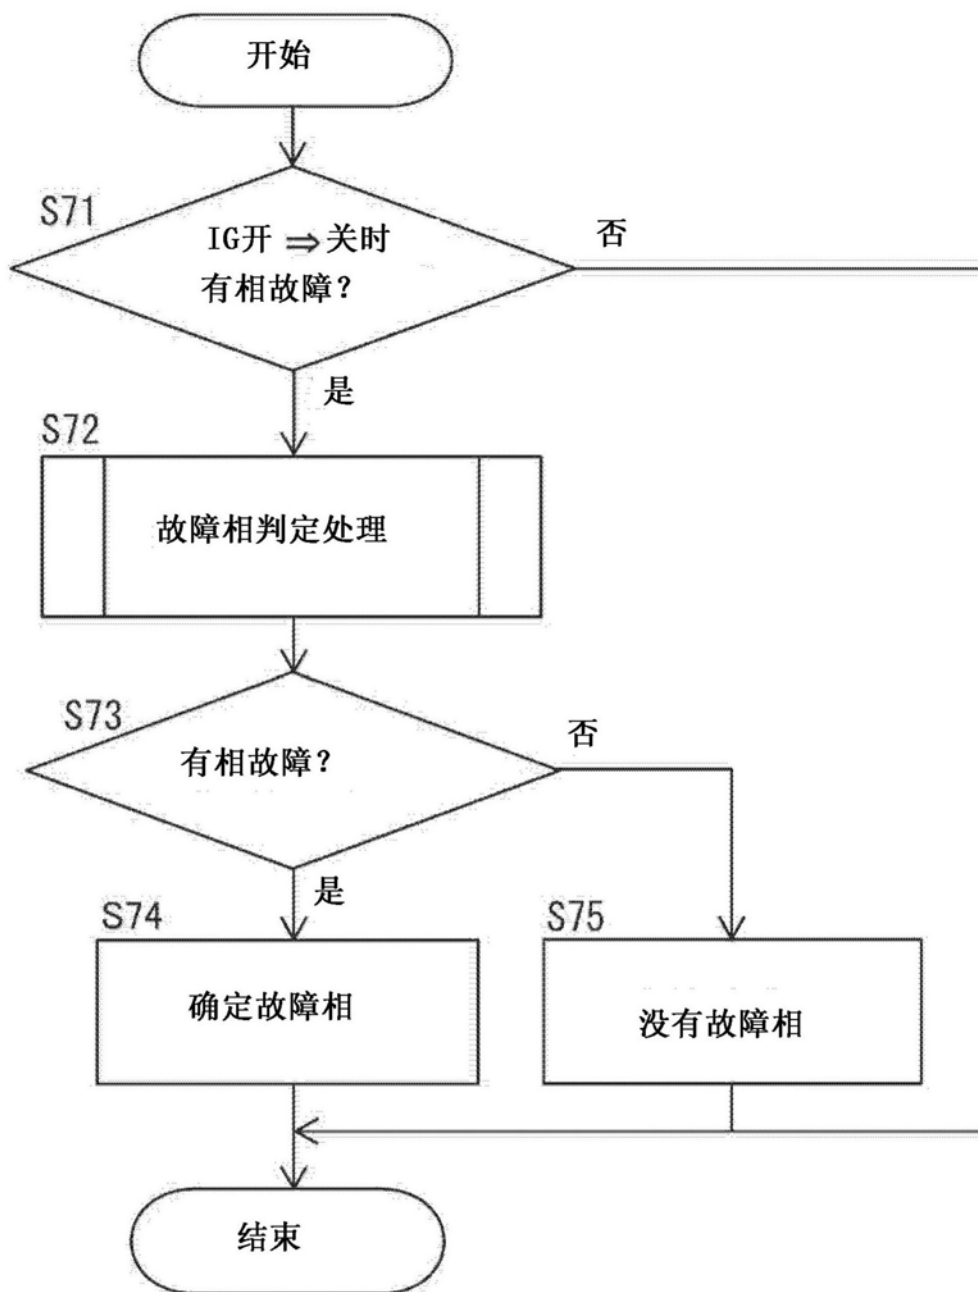 开始
S71
IG开 ⇒ 关时
有相故障？
否
是
S72
故障相判定处理
S73
有相故障？
否
是
S74
确定故障相
S75
没有故障相
结束